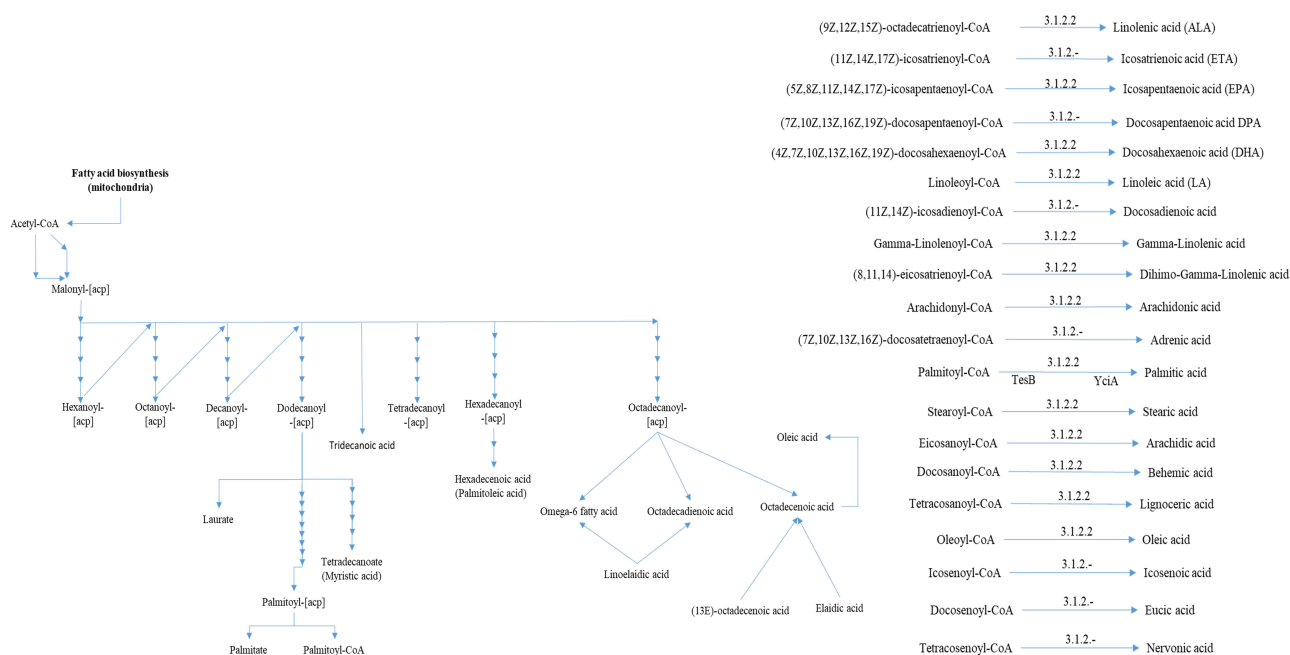 Fatty acid biosynthesis
(mitochondria)
Acetyl-CoA
Malonyl-[acp]
Hexanoyl-
[acp]
Octanoyl-
[acp]
Decanoyl-
[acp]
Dodecanoyl
-[acp]
Tridecanoic acid
Tetradecanoyl
-[acp]
Hexadecanoyl
-[acp]
Octadecanoyl-
[acp]
Hexadecenoic acid
(Palmitoleic acid)
Oleic acid
Laurate
Tetradecanoate
(Myristic acid)
Omega-6 fatty acid
Octadecadienoic acid
Octadecenoic acid
Linoelaidic acid
(13E)-octadecenoic acid
Elaidic acid
Palmitoyl-[acp]
Palmitate
Palmitoyl-CoA
(9Z,12Z,15Z)-octadecatrienoyl-CoA 3.1.2.2 Linolenic acid (ALA)
(11Z,14Z,17Z)-icosatrienoyl-CoA 3.1.2.- Icosatrienoic acid (ETA)
(5Z,8Z,11Z,14Z,17Z)-icosapentaenoyl-CoA 3.1.2.2 Icosapentaenoic acid (EPA)
(7Z,10Z,13Z,16Z,19Z)-docosapentaenoyl-CoA 3.1.2.- Docosapentaenoic acid DPA
(4Z,7Z,10Z,13Z,16Z,19Z)-docosahexaenoyl-CoA 3.1.2.2 Docosahexaenoic acid (DHA)
Linoleoyl-CoA 3.1.2.2 Linoleic acid (LA)
(11Z,14Z)-icosadienoyl-CoA 3.1.2.- Docosadienoic acid
Gamma-Linolenoyl-CoA 3.1.2.2 Gamma-Linolenic acid
(8,11,14)-eicosatrienoyl-CoA 3.1.2.2 Dihimo-Gamma-Linolenic acid
Arachidonyl-CoA 3.1.2.2 Arachidonic acid
(7Z,10Z,13Z,16Z)-docosatetraenoyl-CoA 3.1.2.- Adrenic acid
Palmitoyl-CoA 3.1.2.2 Palmitic acid
TesB YciA
Stearoyl-CoA 3.1.2.2 Stearic acid
Eicosanoyl-CoA 3.1.2.2 Arachidic acid
Docosanoyl-CoA 3.1.2.2 Behemic acid
Tetracosanoyl-CoA 3.1.2.2 Lignoceric acid
Oleoyl-CoA 3.1.2.2 Oleic acid
Icosenoyl-CoA 3.1.2.- Icosenoic acid
Docosenoyl-CoA 3.1.2.- Eucic acid
Tetracosenoyl-CoA 3.1.2.- Nervonic acid